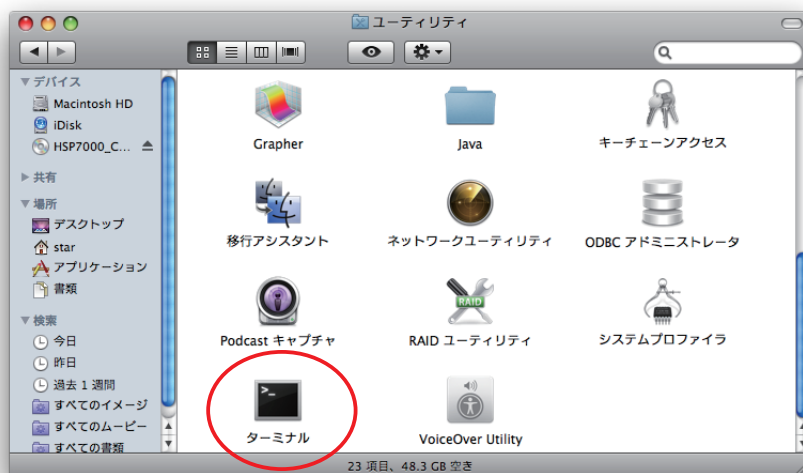 ユーティリティ
デバイス
Macintosh HD
iDisk
HSP7000_C...
共有
場所
デスクトップ
star
アプリケーション
書類
検索
今日
昨日
過去 1 週間
すべてのイメージ
すべてのムービー
すべての書類
Grapher
Java
キーチェーンアクセス
移行アシスタント
ネットワークユーティリティ
ODBC アドミニストレータ
RAID
Podcast キャプチャ
RAID ユーティリティ
システムプロファイラ
>_
ターミナル
VoiceOver Utility
23 項目、48.3 GB 空き